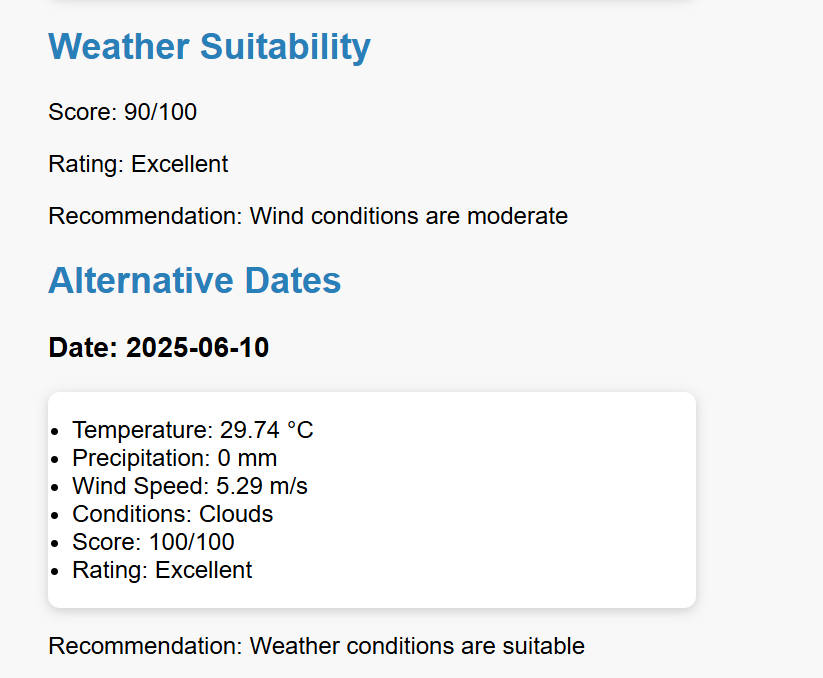 Weather Suitability
Score: 90/100
Rating: Excellent
Recommendation: Wind conditions are moderate
Alternative Dates
Date: 2025-06-10
• Temperature: 29.74 °C
• Precipitation: 0 mm
• Wind Speed: 5.29 m/s
• Conditions: Clouds
• Score: 100/100
• Rating: Excellent
Recommendation: Weather conditions are suitable